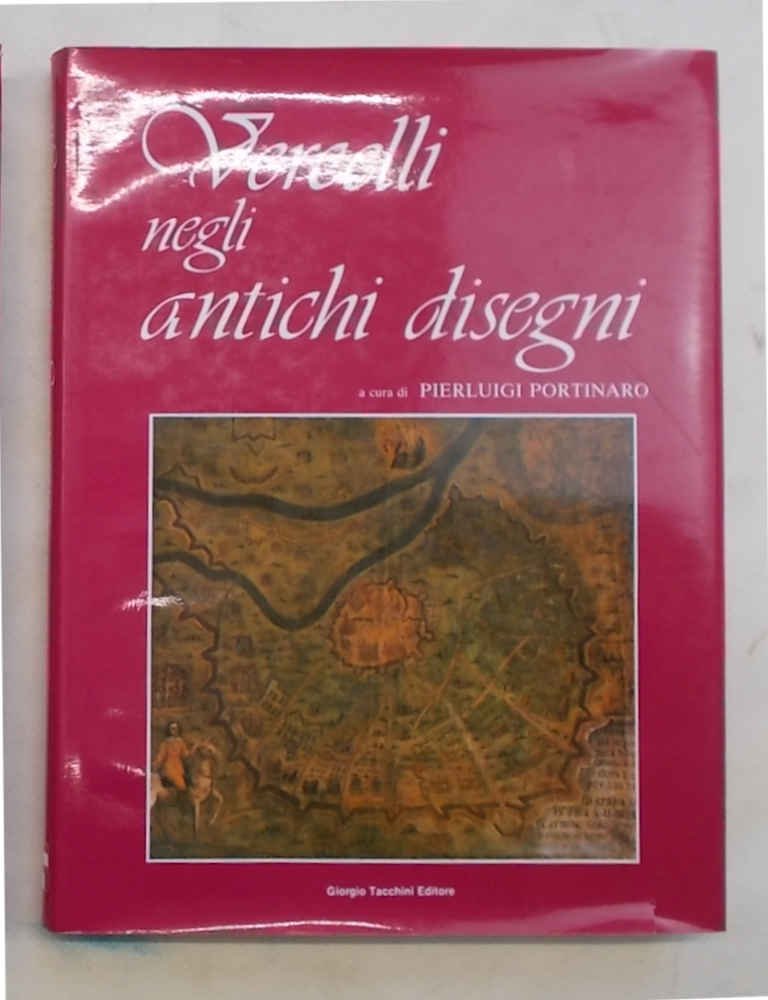 Vercelli
negli
antichi disegni
a cura di PIERLUIGI PORTINARO
Giorgio Tacchini Editore